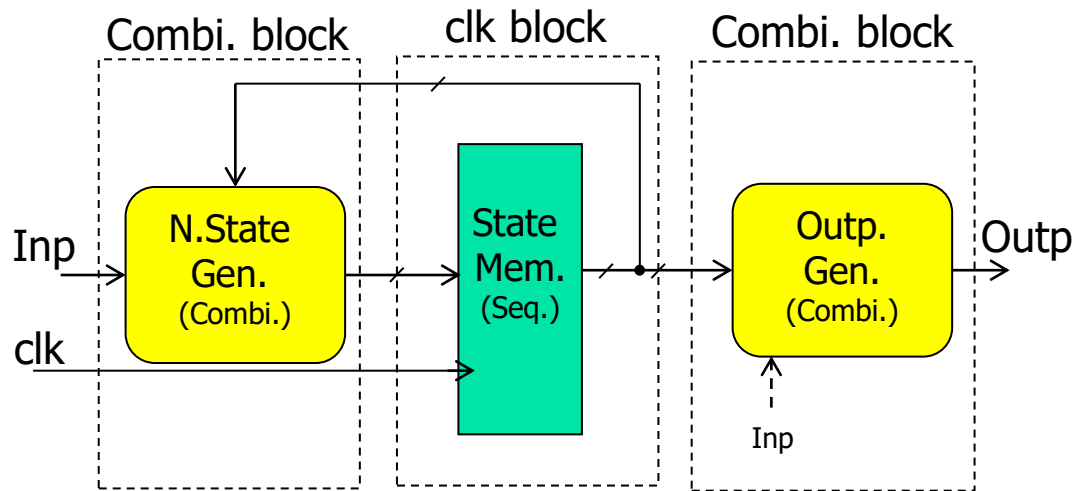 Combi. block
clk block
Combi. block
Inp
clk
N.State
Gen.
(Combi.)
State
Mem.
(Seq.)
Outp.
Gen.
(Combi.)
Inp
Outp